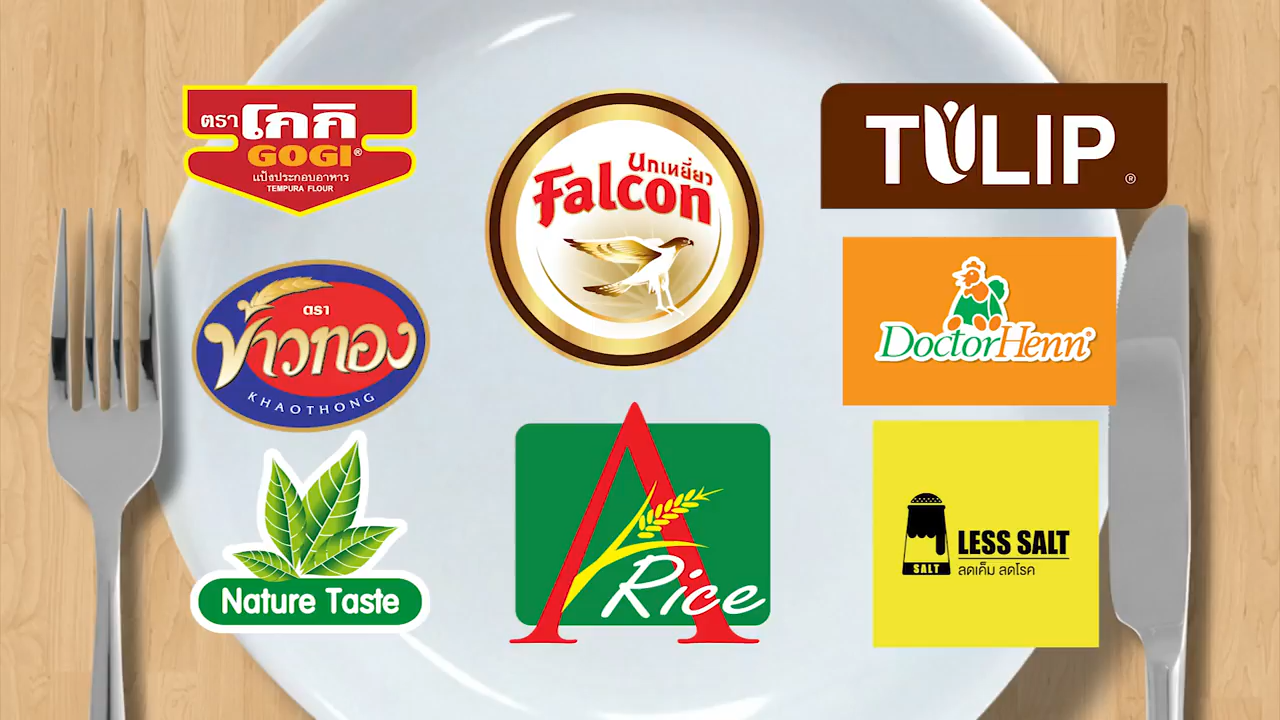 ตรา โกกิ
GOGI®
แป้งประกอบอาหาร
TEMPURA FLOUR
นกเหยี่ยว
Falcon
TULIP ®
ตรา
ข้าวทอง
KHAOTHONG
DoctorHenn®
Nature Taste
A
Rice
SALT
LESS SALT
ลดเค็ม ลดโรค